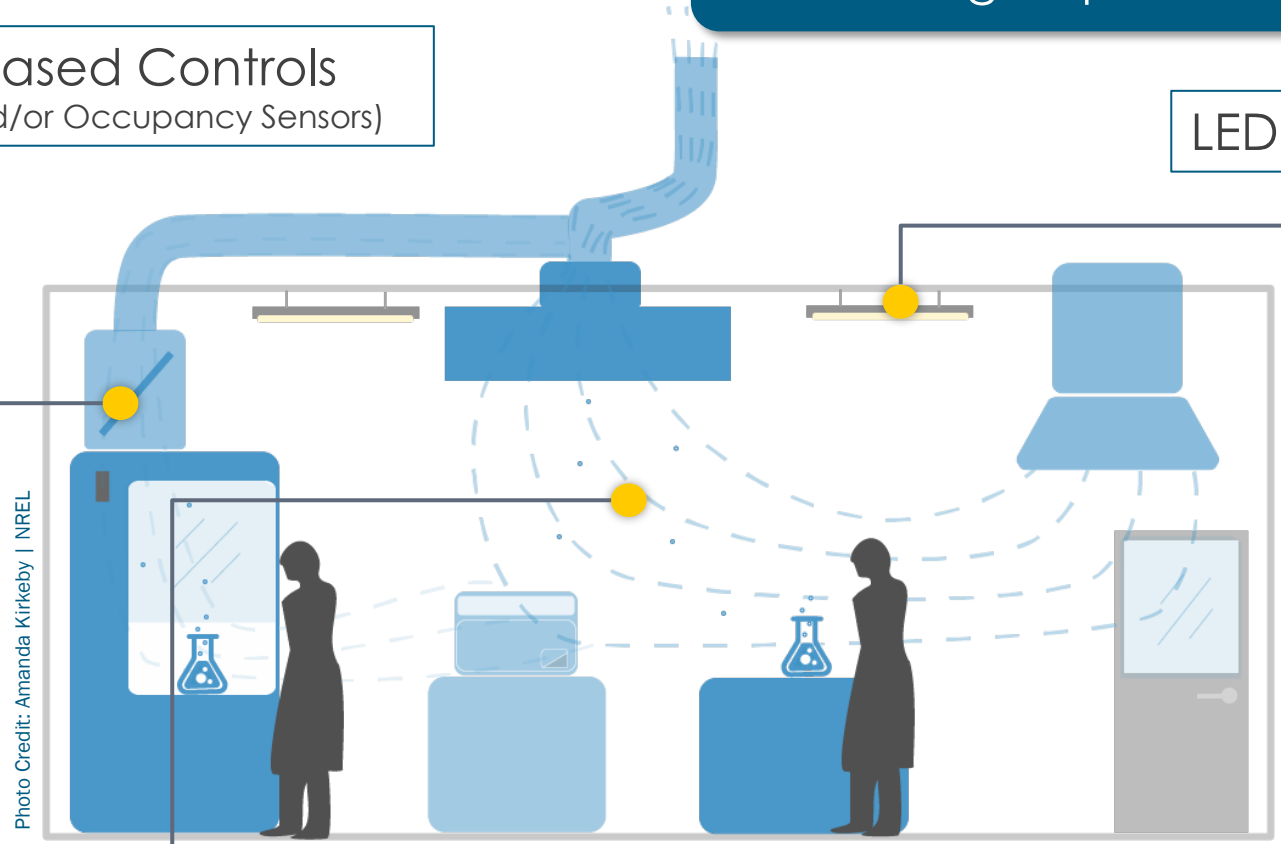 ased Controls
d/or Occupancy Sensors)
LED
Photo Credit: Amanda Kirkeby | NREL